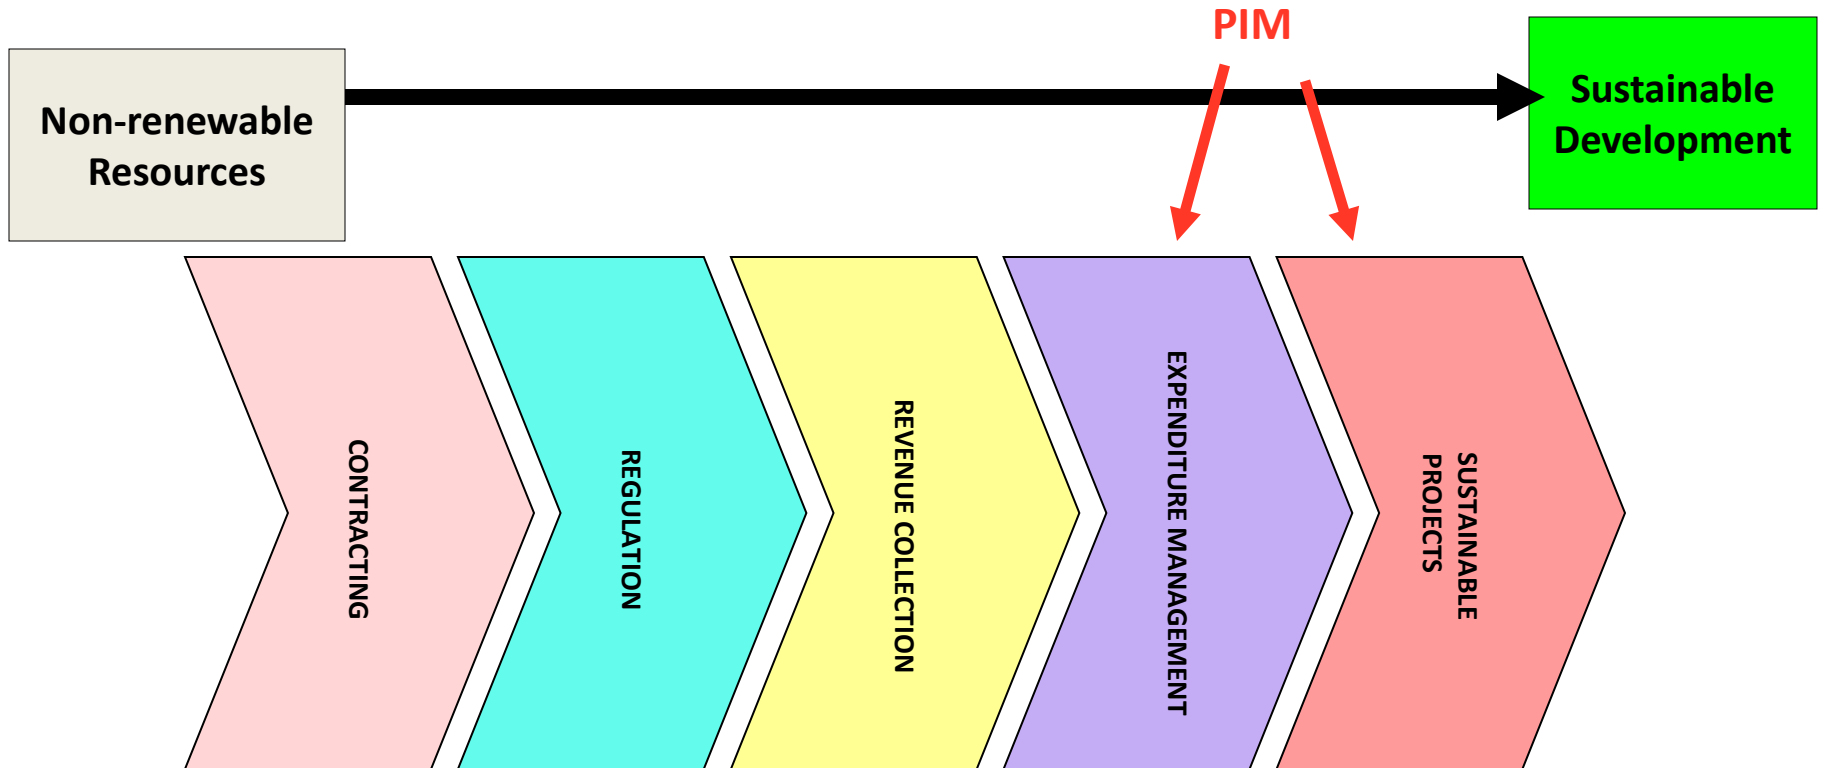 PIM
Non-renewable
Resources
Sustainable
Development
CONTRACTING
REGULATION
REVENUE COLLECTION
EXPENDITURE MANAGEMENT
SUSTAINABLE
PROJECTS